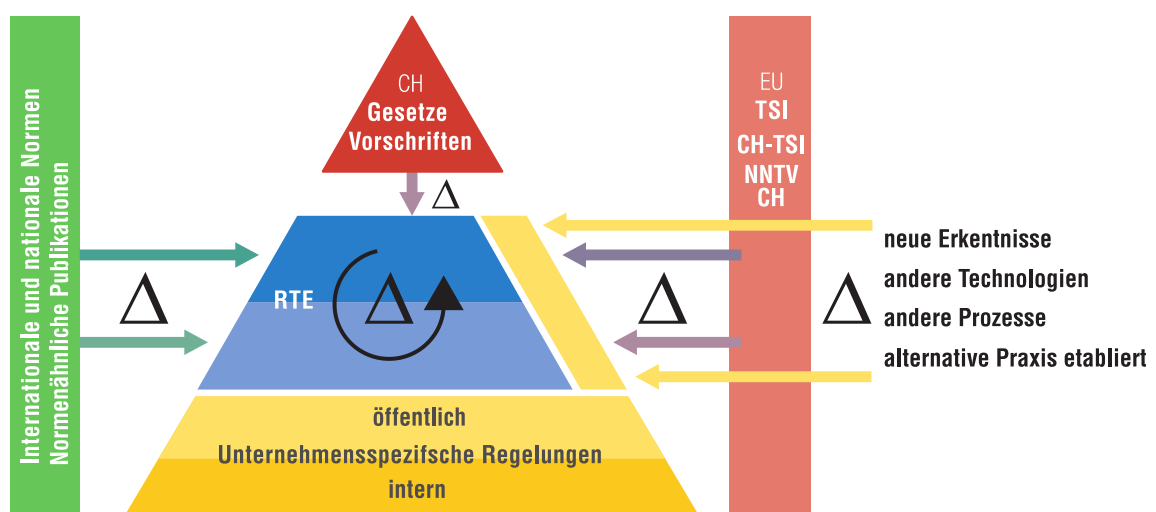 Internationale und nationale Normen
Normenähnliche Publikationen
CH
Gesetze
Vorschriften
Δ
EU
TSI
CH-TSI
NNTV
CH
Δ
RTE
Δ
Δ
Δ
neue Erkentnisse
andere Technologien
andere Prozesse
alternative Praxis etabliert
öffentlich
Unternehmensspezifsche Regelungen
intern